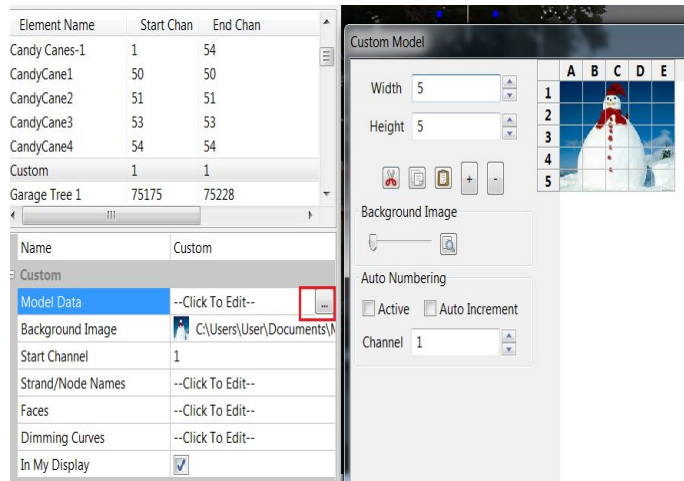 Element Name Start Chan End Chan
Candy Canes-1 1 54
CandyCane1 50 50
CandyCane2 51 51
CandyCane3 53 53
CandyCane4 54 54
Custom 1 1
Garage Tree 1 75175 75228
Name Custom
Custom
Model Data --Click To Edit-- ...
Background Image C:\Users\User\Documents\
Start Channel 1
Strand/Node Names --Click To Edit--
Faces --Click To Edit--
Dimming Curves --Click To Edit--
In My Display
Custom Model
Width 5
Height 5
+ -
Background Image
Auto Numbering
Active Auto Increment
Channel 1
A B C D E
1
2
3
4
5